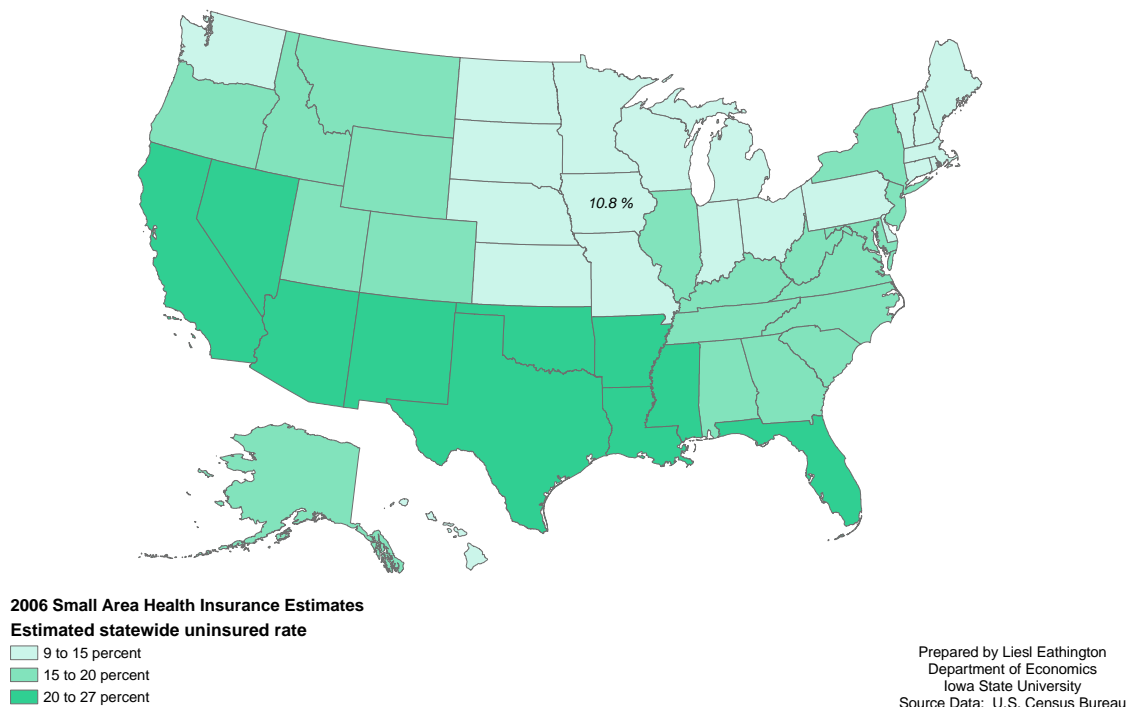 10.8 %
2006 Small Area Health Insurance Estimates
Estimated statewide uninsured rate
9 to 15 percent
15 to 20 percent
20 to 27 percent
Prepared by Liesl Eathington
Department of Economics
Iowa State University
Source Data: U.S. Census Bureau